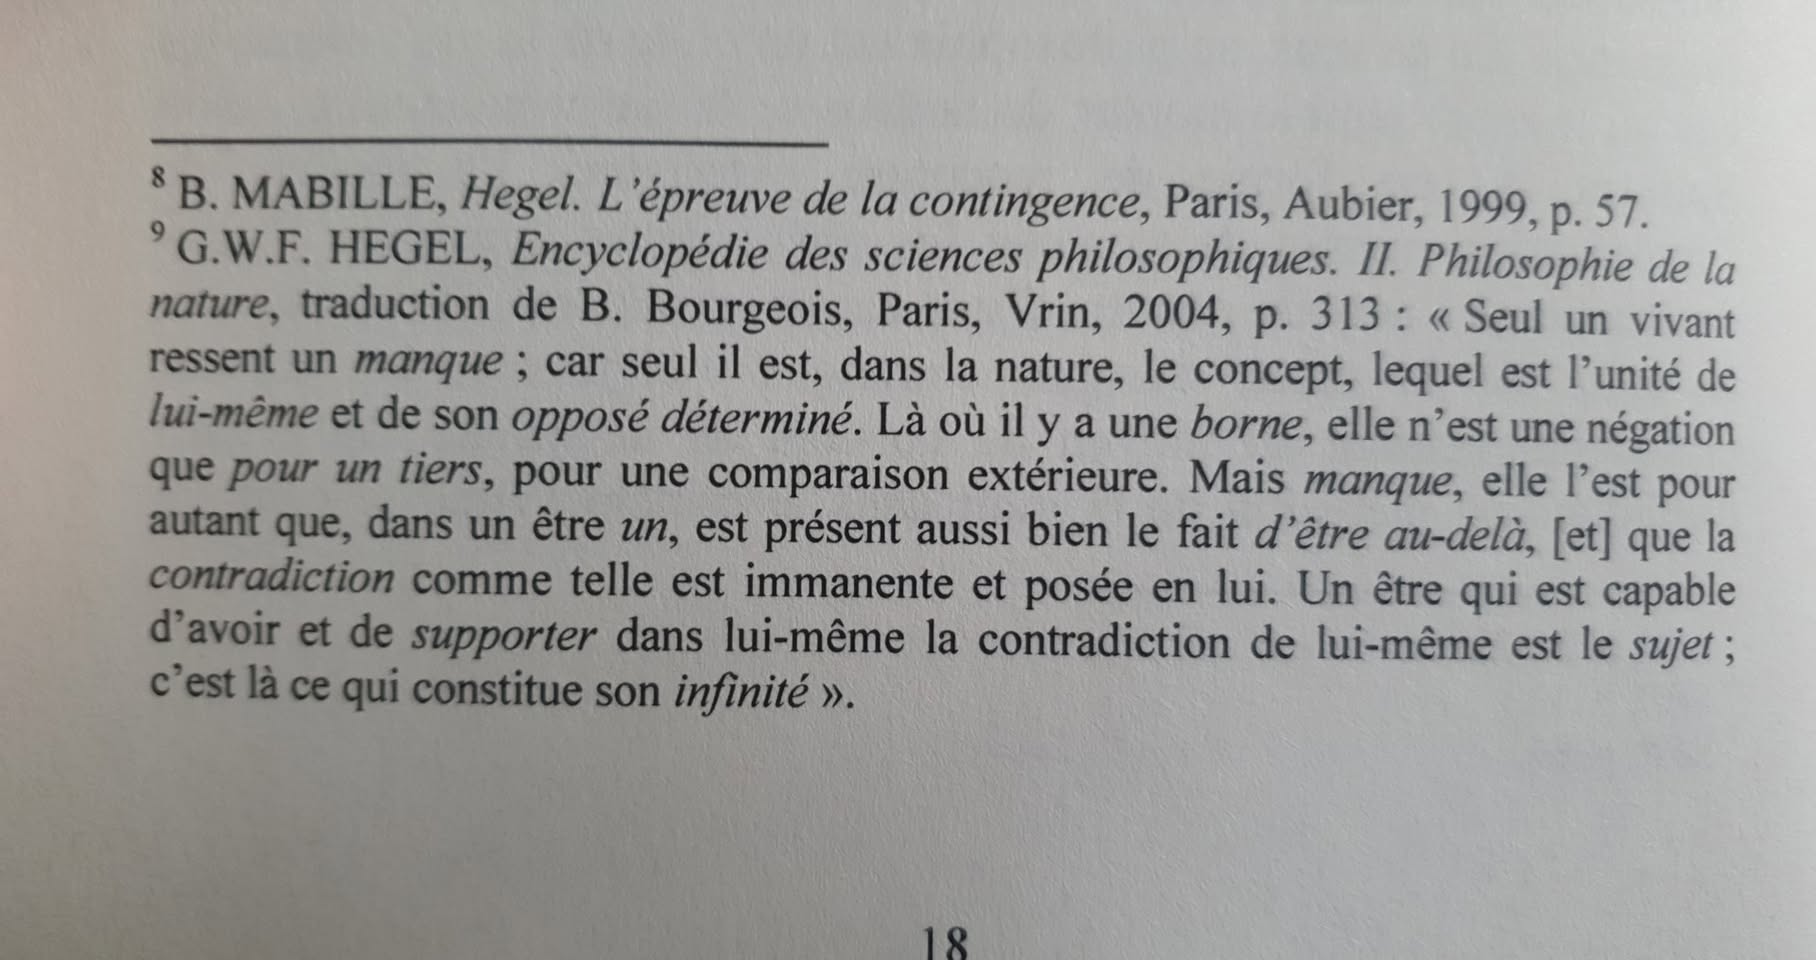 ⁸ B. MABILLE, Hegel. L'épreuve de la contingence, Paris, Aubier, 1999, p. 57.
⁹ G.W.F. HEGEL, Encyclopédie des sciences philosophiques. II. Philosophie de la
nature, traduction de B. Bourgeois, Paris, Vrin, 2004, p. 313 : « Seul un vivant
ressent un manque ; car seul il est, dans la nature, le concept, lequel est l'unité de
lui-même et de son opposé déterminé. Là où il y a une borne, elle n'est une négation
que pour un tiers, pour une comparaison extérieure. Mais manque, elle l'est pour
autant que, dans un être un, est présent aussi bien le fait d'être au-delà, [et] que la
contradiction comme telle est immanente et posée en lui. Un être qui est capable
d'avoir et de supporter dans lui-même la contradiction de lui-même est le sujet ;
c'est là ce qui constitue son infinité ».
18